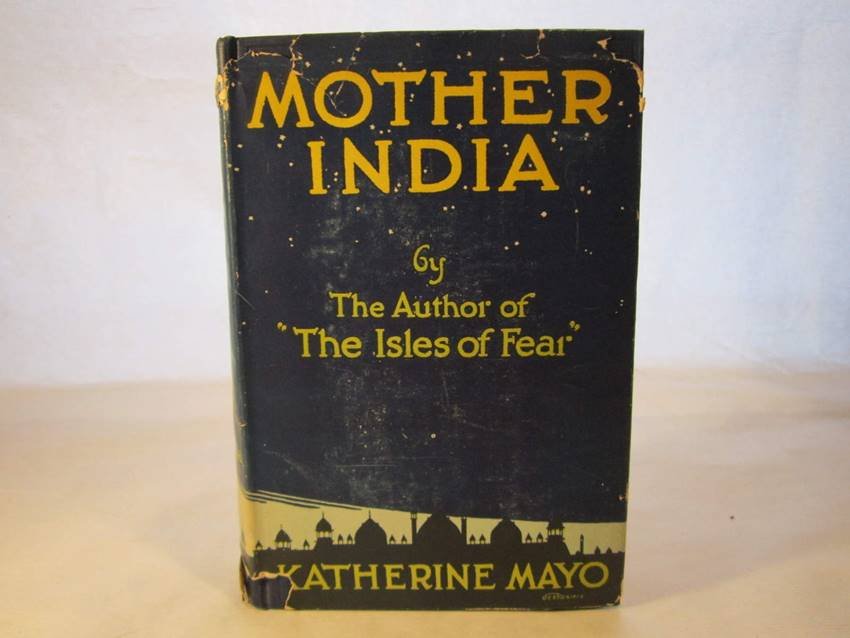 MOTHER
INDIA
by
The Author of
"The Isles of Fear"
KATHERINE MAYO